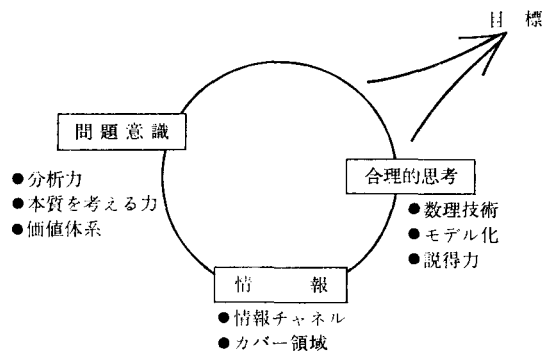 目 標
問題意識
●分析力
●本質を考える力
●価値体系
合理的思考
●数理技術
●モデル化
●説得力
情 報
●情報チャネル
●カバー領域